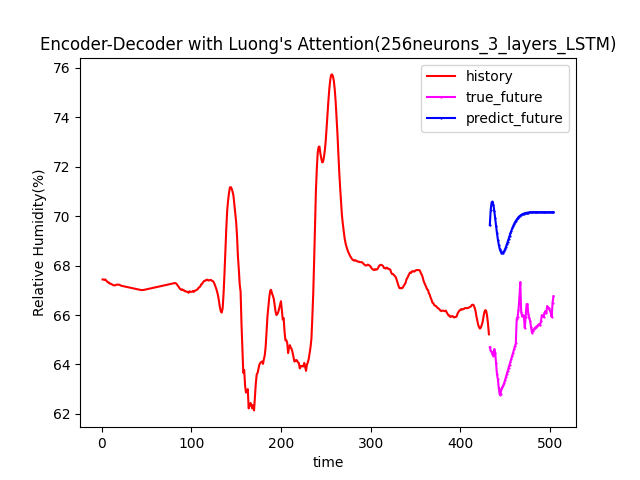 Encoder-Decoder with Luong's Attention(256neurons_3_layers_LSTM)
history
true_future
predict_future
Relative Humidity(%)
76
74
72
70
68
66
64
62
0 100 200 300 400 500
time